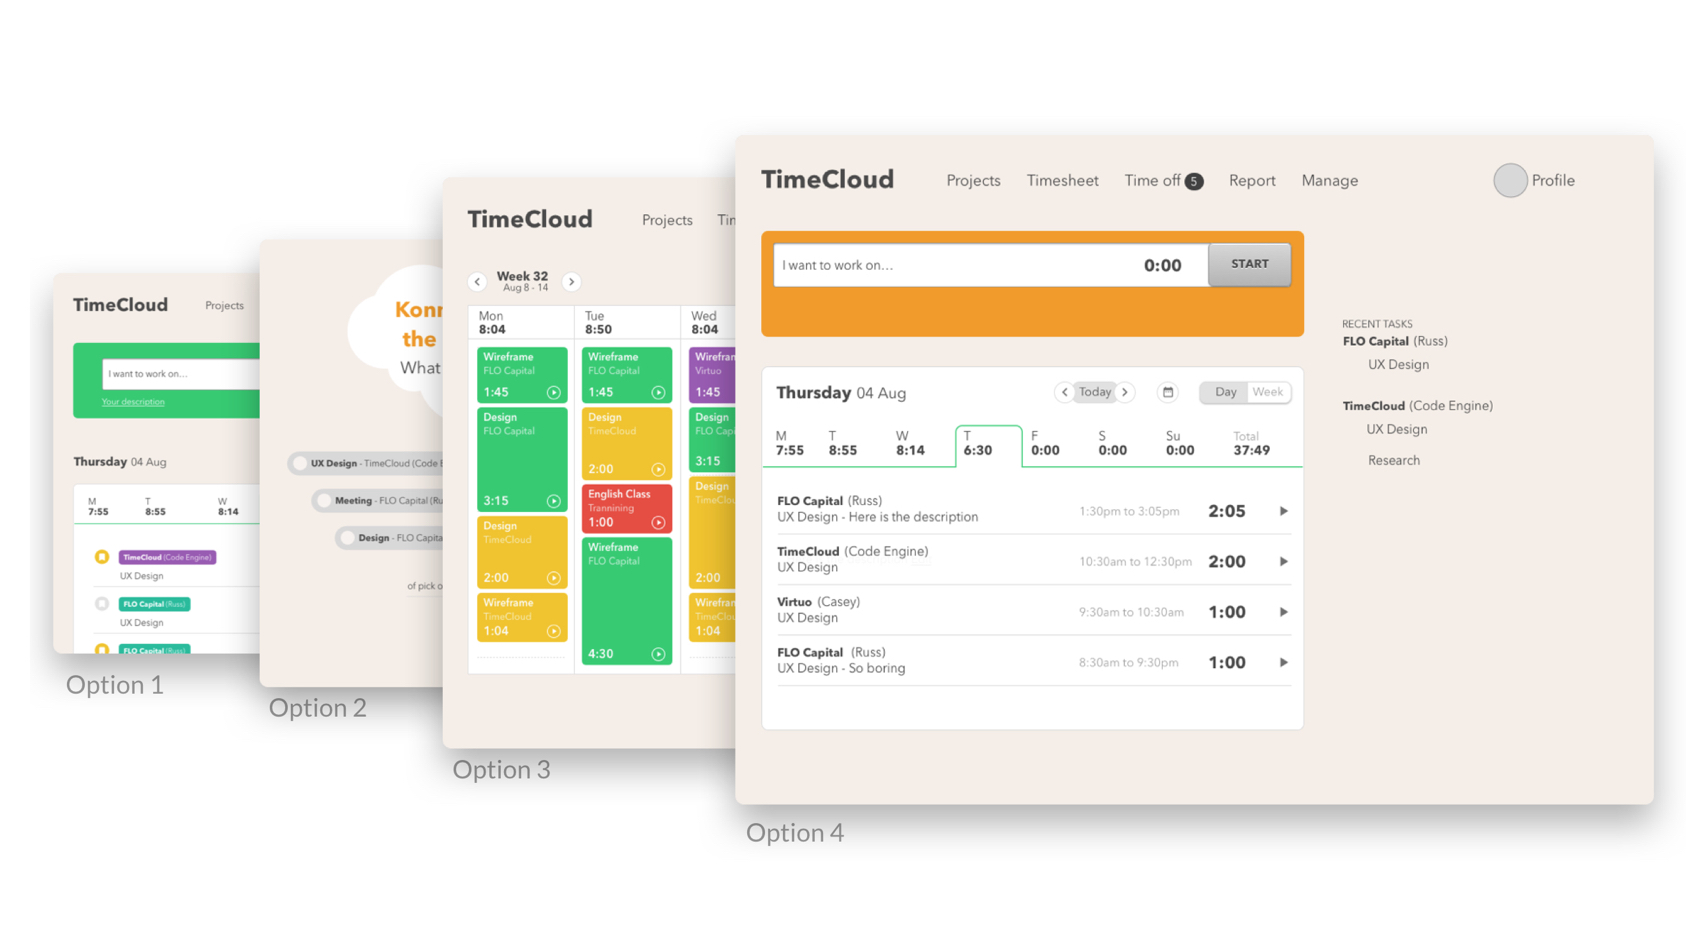 TimeCloud
Projects
I want to work on...
Your description
Thursday 04 Aug
M T W
7:55 8:55 8:14
TimeCloud (Code Engine)
UX Design
FLO Capital (Russ)
UX Design
FLO Capital (Russ)
Option 1
Konr
the
What
UX Design - TimeCloud (Code E
Meeting - FLO Capital (Ru
Design - FLO Capita
of pick o
Option 2
TimeCloud Projects Tin
Week 32
Aug 8 - 14
Mon Tue Wed
8:04 8:50 8:04
Wireframe
FLO Capital
1:45
Design
FLO Capital
3:15
Design
TimeCloud
2:00
Wireframe
TimeCloud
1:04
Wireframe
FLO Capital
1:45
Design
TimeCloud
2:00
English Class
Trannining
1:00
Wireframe
FLO Capital
4:30
Wirefran
Virtuo
1:45
Design
FLO Capi
3:15
Design
TimeClou
2:00
Wirefran
TimeClou
1:04
Option 3
TimeCloud Projects Timesheet Time off 5 Report Manage Profile
I want to work on... 0:00 START
Thursday 04 Aug Today Day Week
M T W T F S Su Total
7:55 8:55 8:14 6:30 0:00 0:00 0:00 37:49
FLO Capital (Russ)
UX Design - Here is the description 1:30pm to 3:05pm 2:05
TimeCloud (Code Engine)
UX Design 10:30am to 12:30pm 2:00
Virtuo (Casey)
UX Design 9:30am to 10:30am 1:00
FLO Capital (Russ)
UX Design - So boring 8:30am to 9:30pm 1:00
RECENT TASKS
FLO Capital (Russ)
UX Design
TimeCloud (Code Engine)
UX Design
Research
Option 4